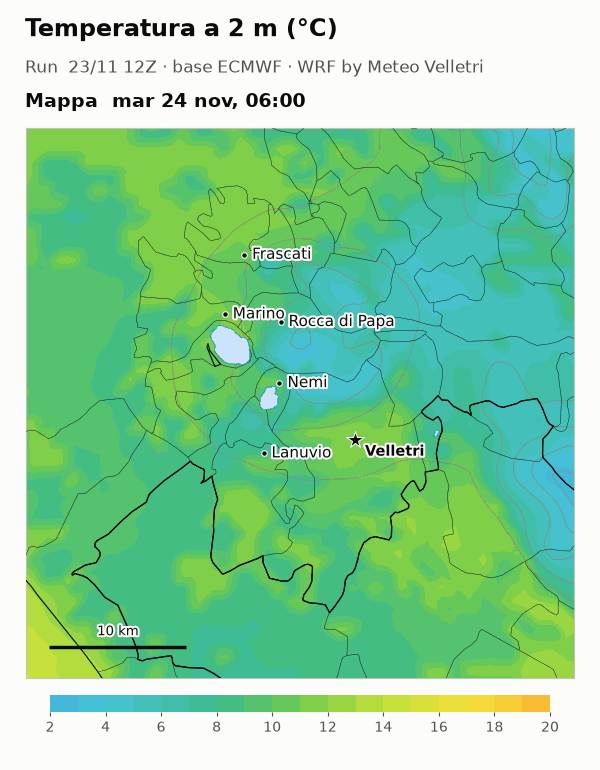 Temperatura a 2 m (°C)
Run  23/11 12Z · base ECMWF · WRF by Meteo Velletri
Mappa  mar 24 nov, 06:00
Frascati
Marino
Rocca di Papa
Nemi
Velletri
Lanuvio
10 km
2 4 6 8 10 12 14 16 18 20